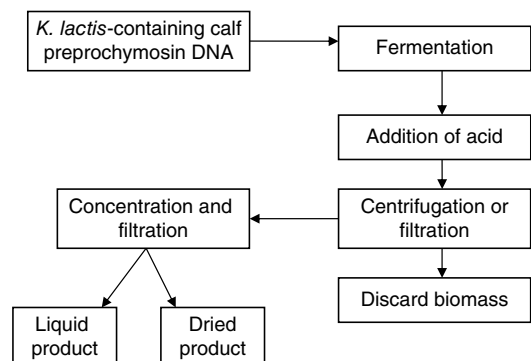 K. lactis-containing calf
preprochymosin DNA
Fermentation
Addition of acid
Centrifugation or
filtration
Concentration and
filtration
Discard biomass
Liquid
product
Dried
product